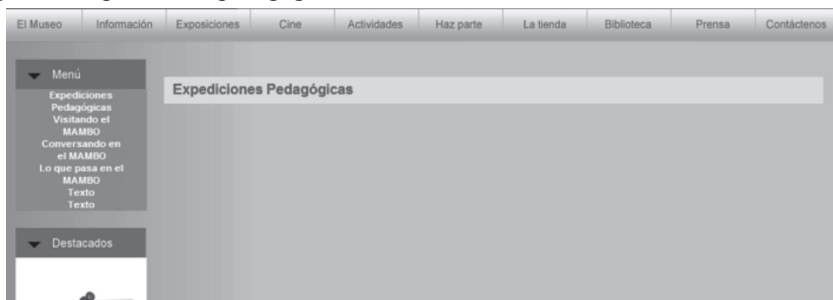 El Museo Información Exposiciones Cine Actividades Haz parte La tienda Biblioteca Prensa Contáctenos
Menú
Expediciones
Pedagógicas
Visitando el
MAMBO
Conversando en
el MAMBO
Lo que pasa en el
MAMBO
Texto
Texto
Expediciones Pedagógicas
Destacados